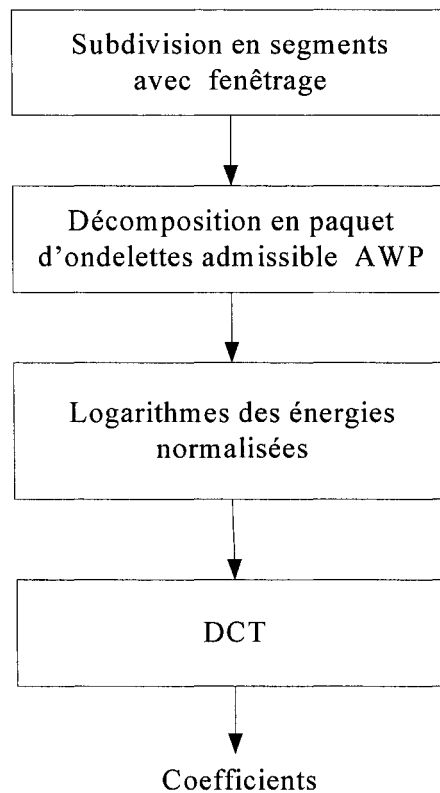 Subdivision en segments
avec fenêtrage
Décomposition en paquet
d'ondelettes admissible AWP
Logarithmes des énergies
normalisées
DCT
Coefficients